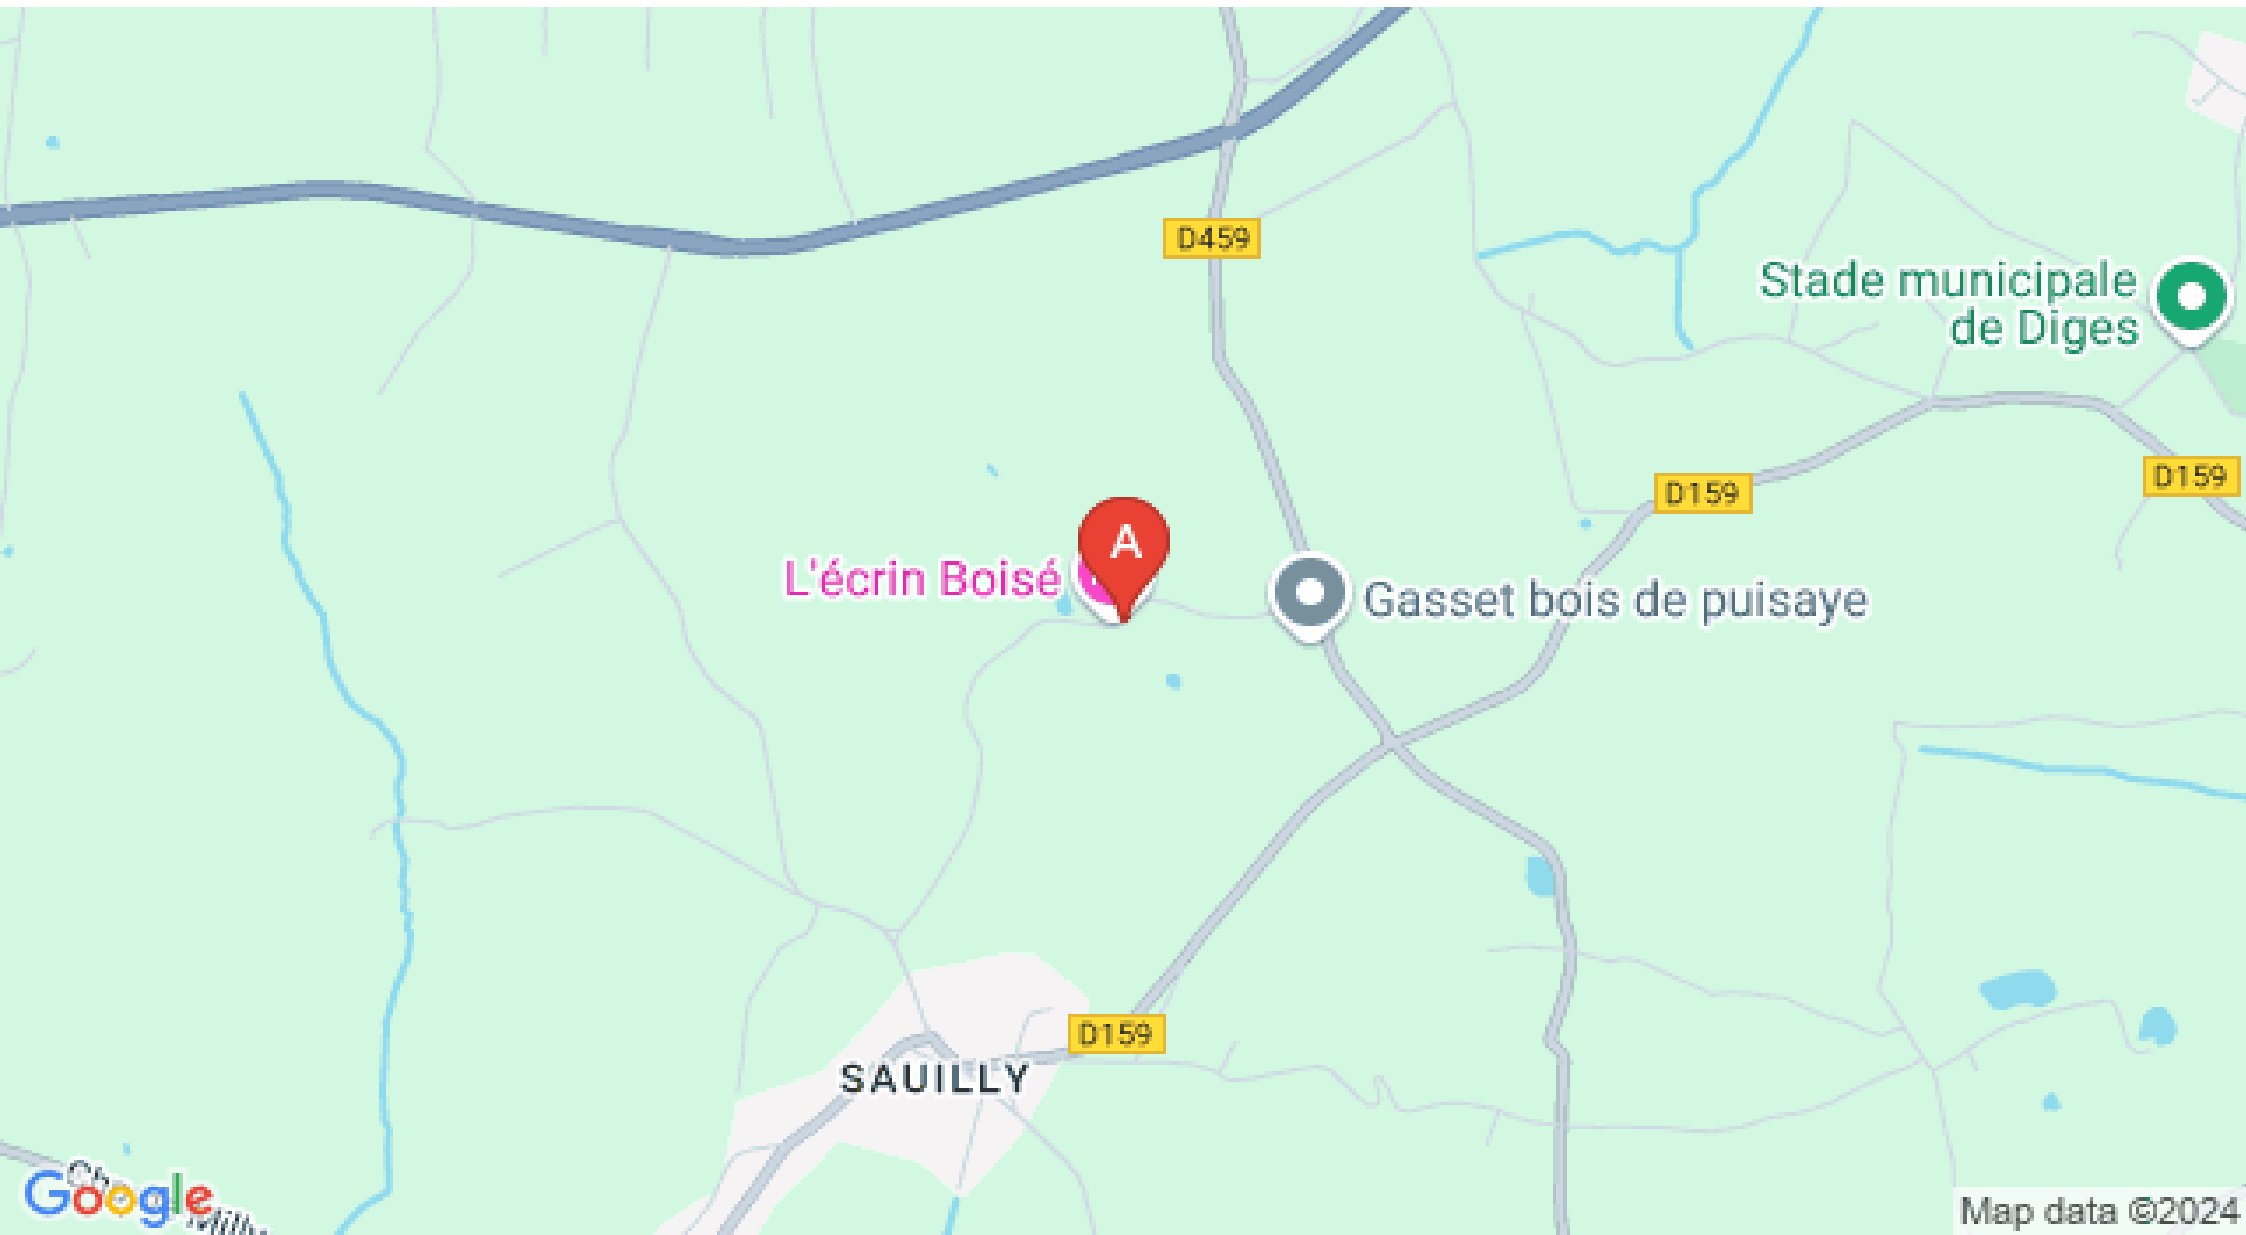 D459
Stade municipale
de Diges
D159
D159
A
L'écrin Boisé
Gasset bois de puisaye
D159
SAUILLY
Google
Map data ©2024